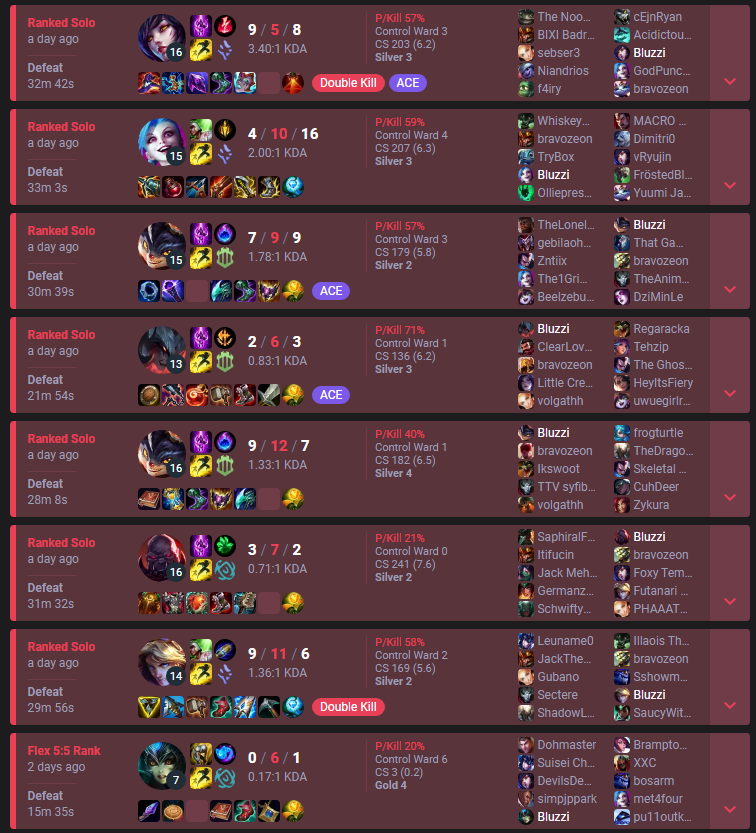 Ranked Solo
a day ago
Defeat
32m 42s
16
9 / 5 / 8
3.40:1 KDA
Double Kill
ACE
P/Kill 57%
Control Ward 3
CS 203 (6.2)
Silver 3
The Noo...
BIXI Badr...
sebser3
Niandrios
f4iry
cEjnRyan
Acidictou...
Bluzzi
GodPunc...
bravozeon
Ranked Solo
a day ago
Defeat
33m 3s
15
4 / 10 / 16
2.00:1 KDA
P/Kill 59%
Control Ward 4
CS 207 (6.3)
Silver 3
Whiskey...
bravozeon
TryBox
Bluzzi
Olliepres...
MACRO ...
Dimitri0
vRyujin
FröstedBl...
Yuumi Ja...
Ranked Solo
a day ago
Defeat
30m 39s
15
7 / 9 / 9
1.78:1 KDA
ACE
P/Kill 57%
Control Ward 3
CS 179 (5.8)
Silver 2
TheLonel...
gebilaoh...
Zntiix
The1Gri...
Beelzebu...
Bluzzi
That Ga...
bravozeon
TheAnim...
DziMinLe
Ranked Solo
a day ago
Defeat
21m 54s
13
2 / 6 / 3
0.83:1 KDA
ACE
P/Kill 71%
Control Ward 1
CS 136 (6.2)
Silver 3
Bluzzi
ClearLov...
bravozeon
Little Cre...
volgathh
Regaracka
Tehzip
The Ghos...
HeyItsFiery
uwuegirlr...
Ranked Solo
a day ago
Defeat
28m 8s
16
9 / 12 / 7
1.33:1 KDA
P/Kill 40%
Control Ward 1
CS 182 (6.5)
Silver 4
Bluzzi
bravozeon
Ikswoot
TTV syfib...
volgathh
frogturtle
TheDrago...
Skeletal ...
CuhDeer
Zykura
Ranked Solo
a day ago
Defeat
31m 32s
16
3 / 7 / 2
0.71:1 KDA
P/Kill 21%
Control Ward 0
CS 241 (7.6)
Silver 2
SaphiralF...
Itifucin
Jack Meh...
Germanz...
Schwifty...
Bluzzi
bravozeon
Foxy Tem...
Futanari ...
PHAAAT...
Ranked Solo
a day ago
Defeat
29m 56s
14
9 / 11 / 6
1.36:1 KDA
Double Kill
P/Kill 58%
Control Ward 2
CS 169 (5.6)
Silver 2
Leuname0
JackThe...
Gubano
Sectere
ShadowL...
Illaois Th...
bravozeon
Sshowm...
Bluzzi
SaucyWit...
Flex 5:5 Rank
2 days ago
Defeat
15m 35s
7
0 / 6 / 1
0.17:1 KDA
P/Kill 20%
Control Ward 6
CS 3 (0.2)
Gold 4
Dohmaster
Suisei Ch...
DevilsDe...
simpjppark
Bluzzi
Brampto...
XXC
bosarm
met4four
pu11outk...